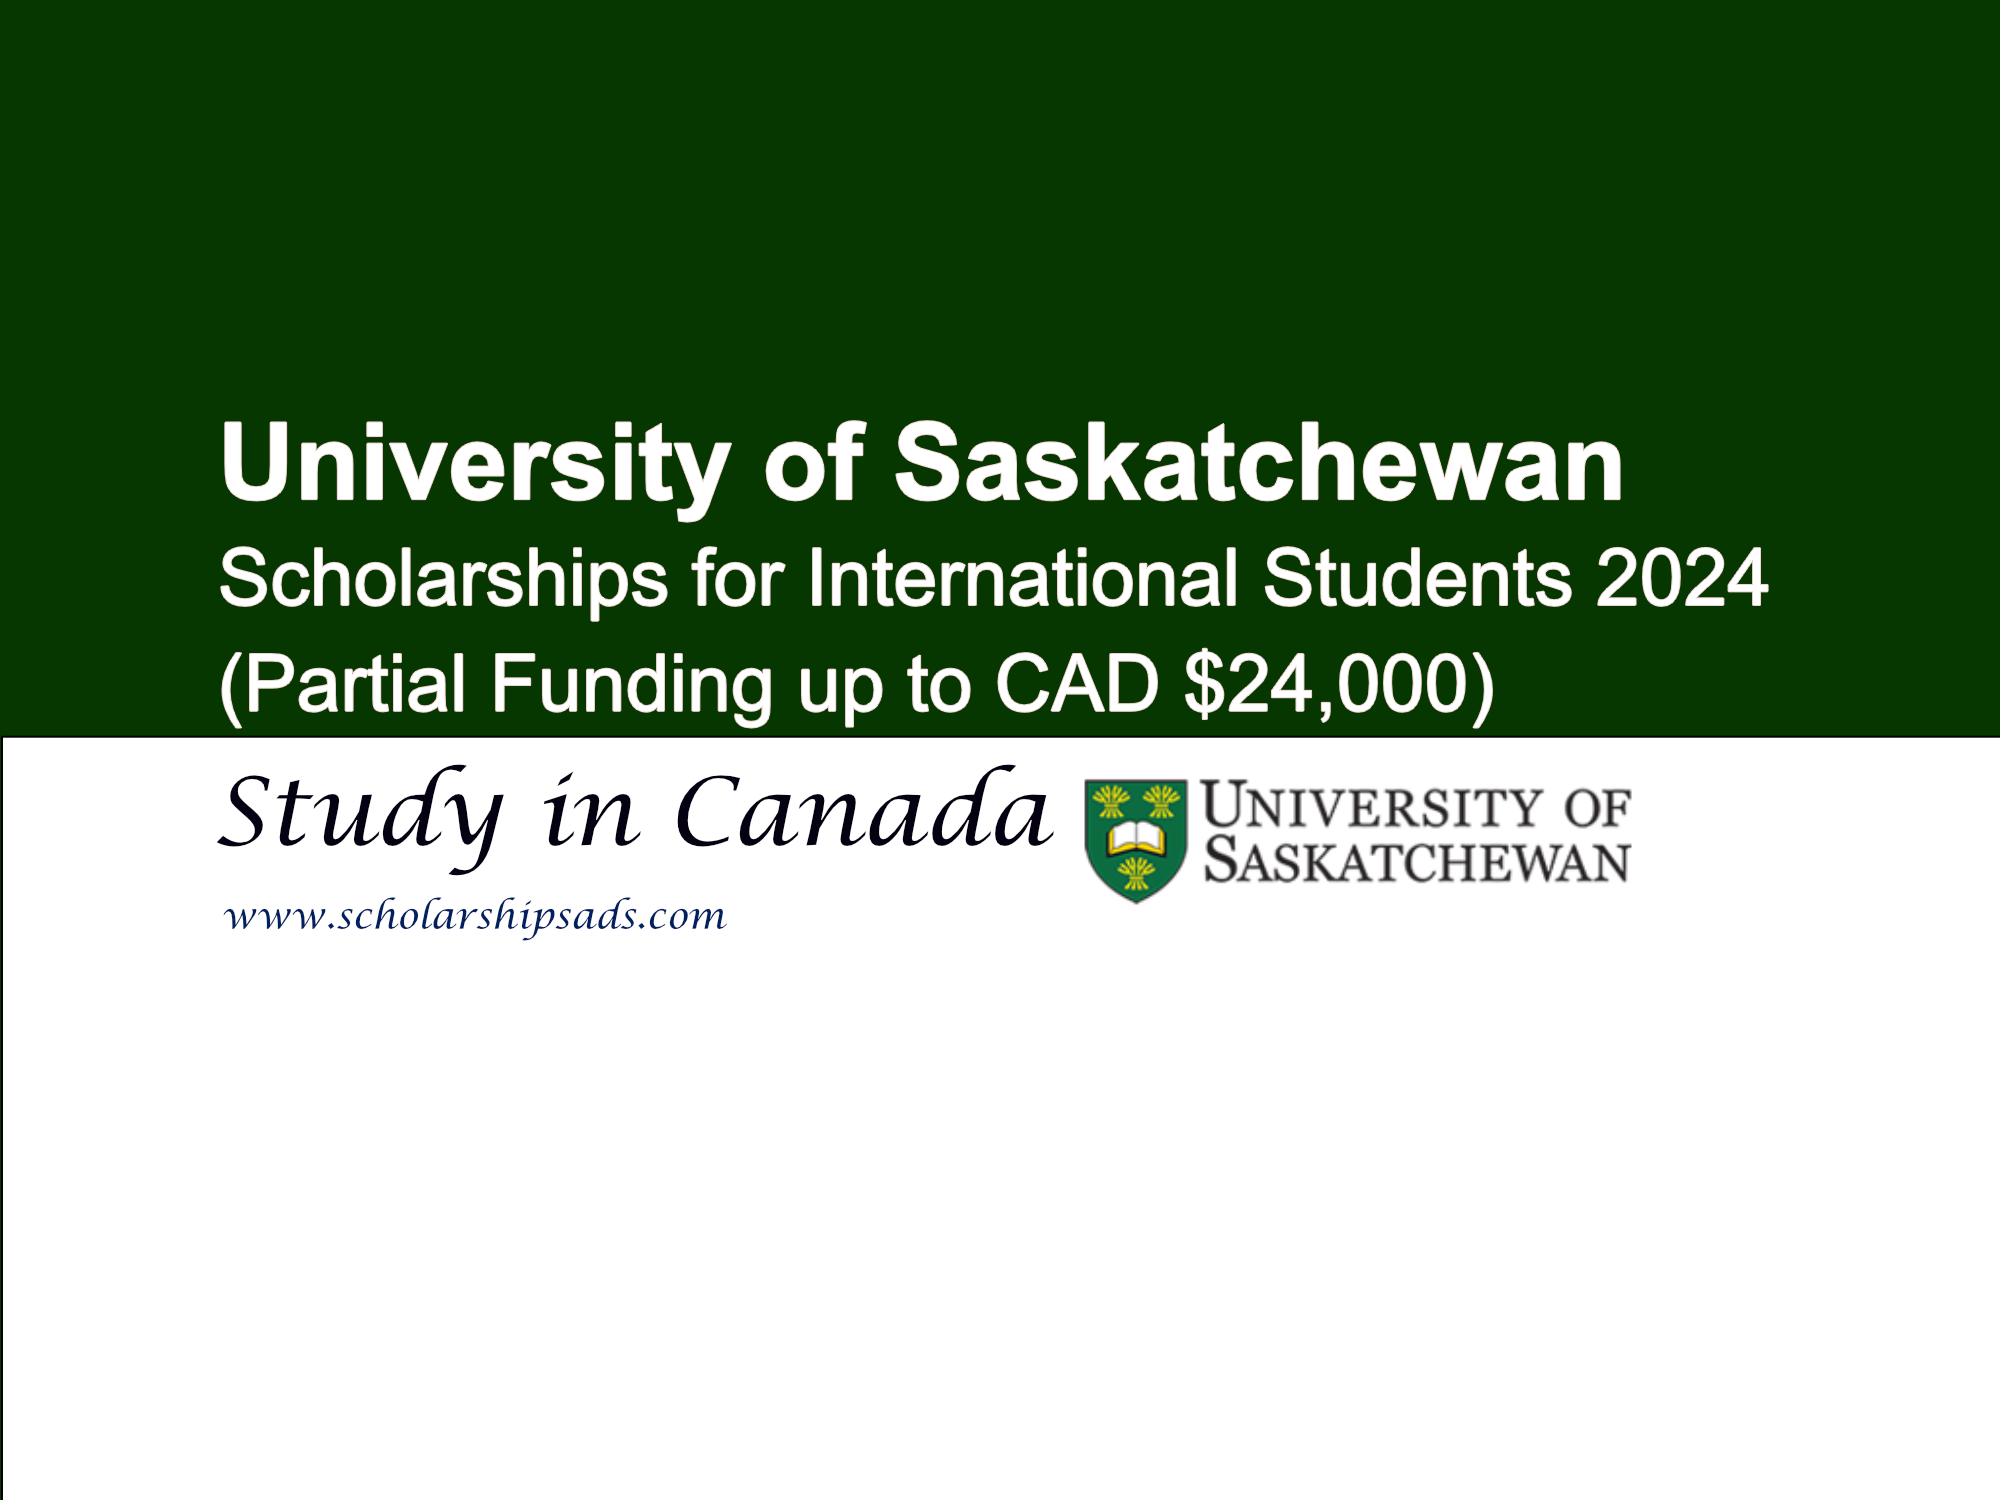 University of Saskatchewan
Scholarships for International Students 2024
(Partial Funding up to CAD $24,000)
Study in Canada
UNIVERSITY OF
SASKATCHEWAN
www.scholarshipsads.com